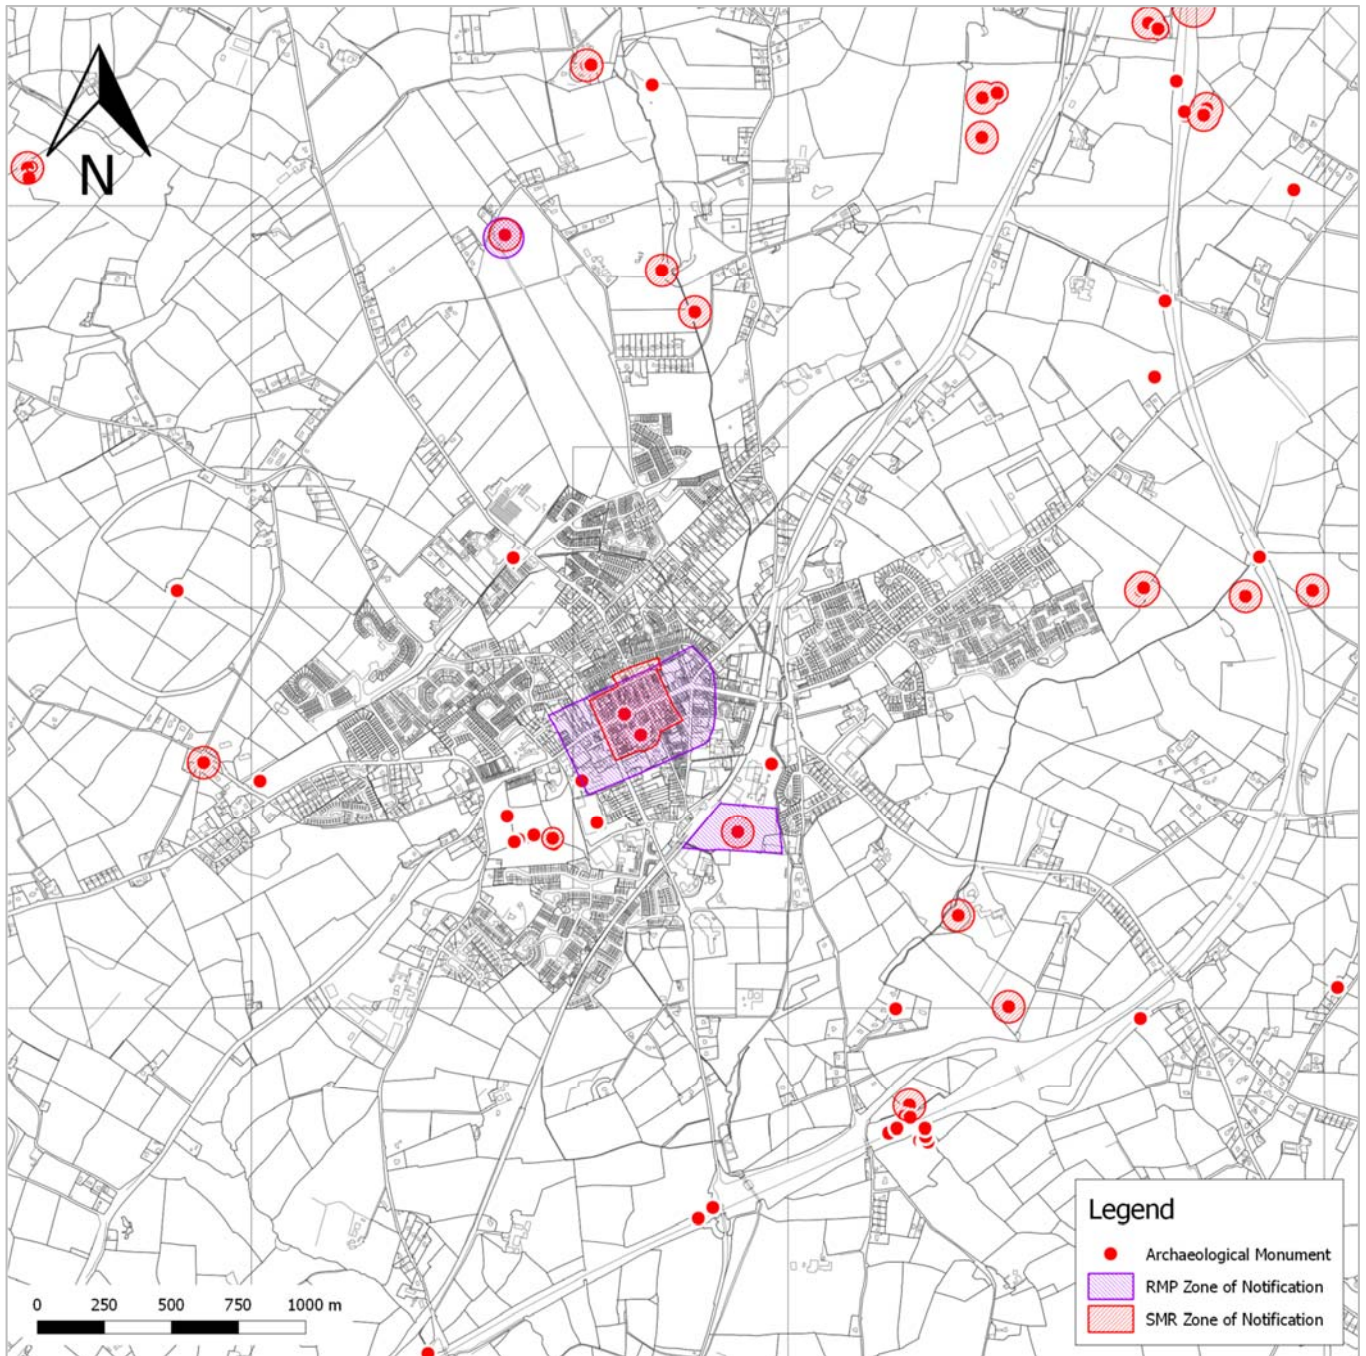 N
Legend
Archaeological Monument
RMP Zone of Notification
SMR Zone of Notification
0 250 500 750 1000 m